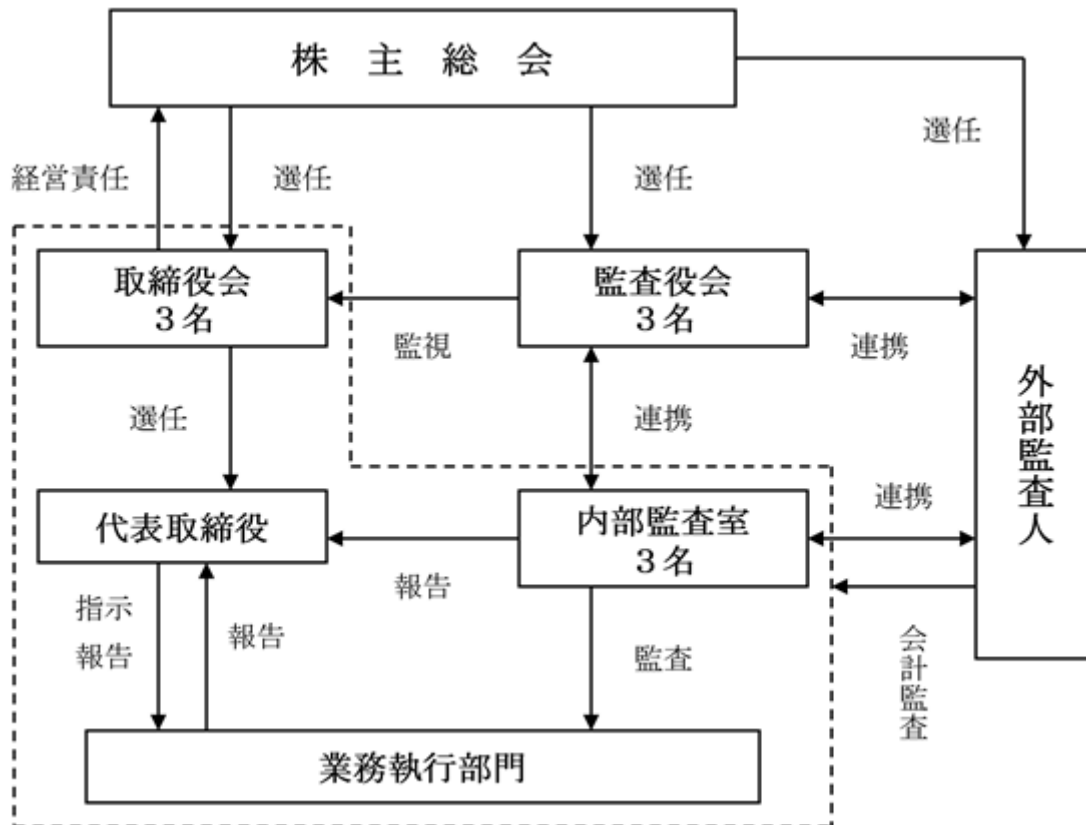 株主総会
選任
経営責任
選任
選任
取締役会
3名
監査役会
3名
監視
連携
外部監査人
選任
連携
連携
代表取締役
内部監査室
3名
報告
指示
報告
報告
監査
会計監査
業務執行部門